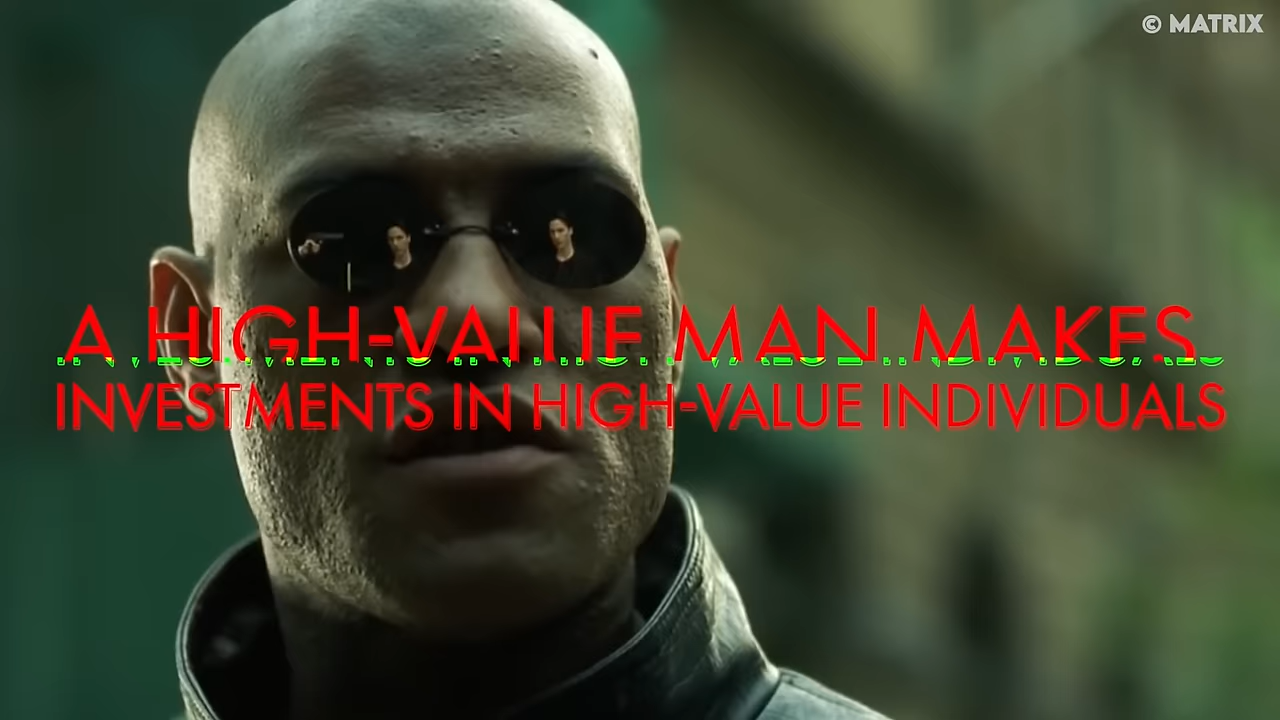 © MATRIX
A HIGH-VALUE MAN MAKES
INVESTMENTS IN HIGH-VALUE INDIVIDUALS